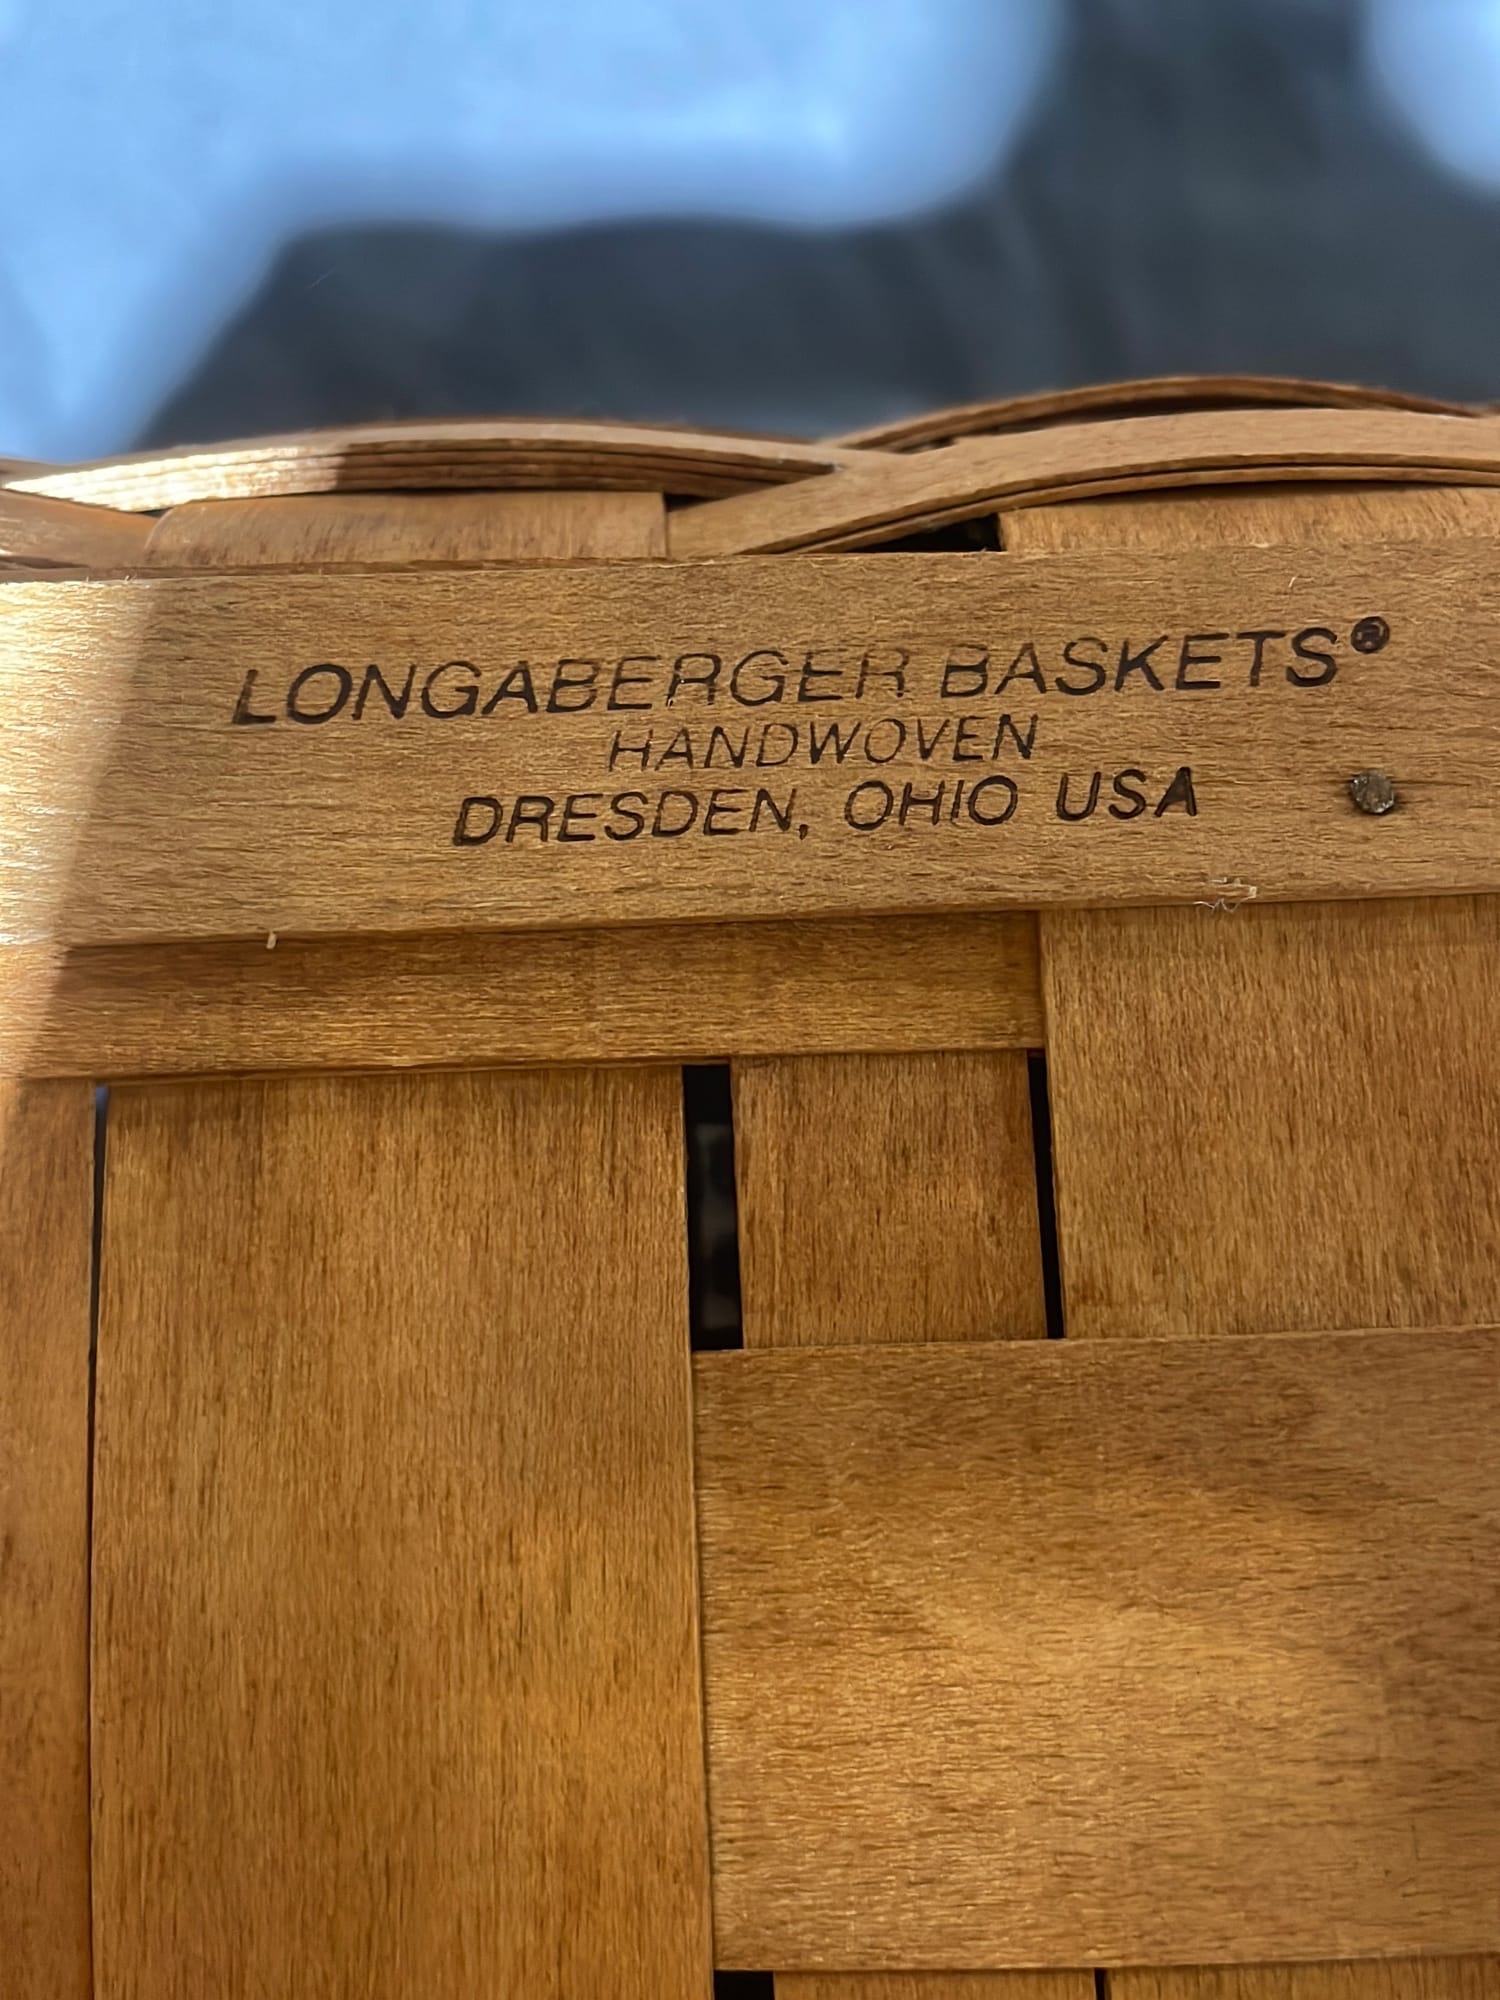 LONGABERGER BASKETS®
HANDWOVEN
DRESDEN, OHIO USA